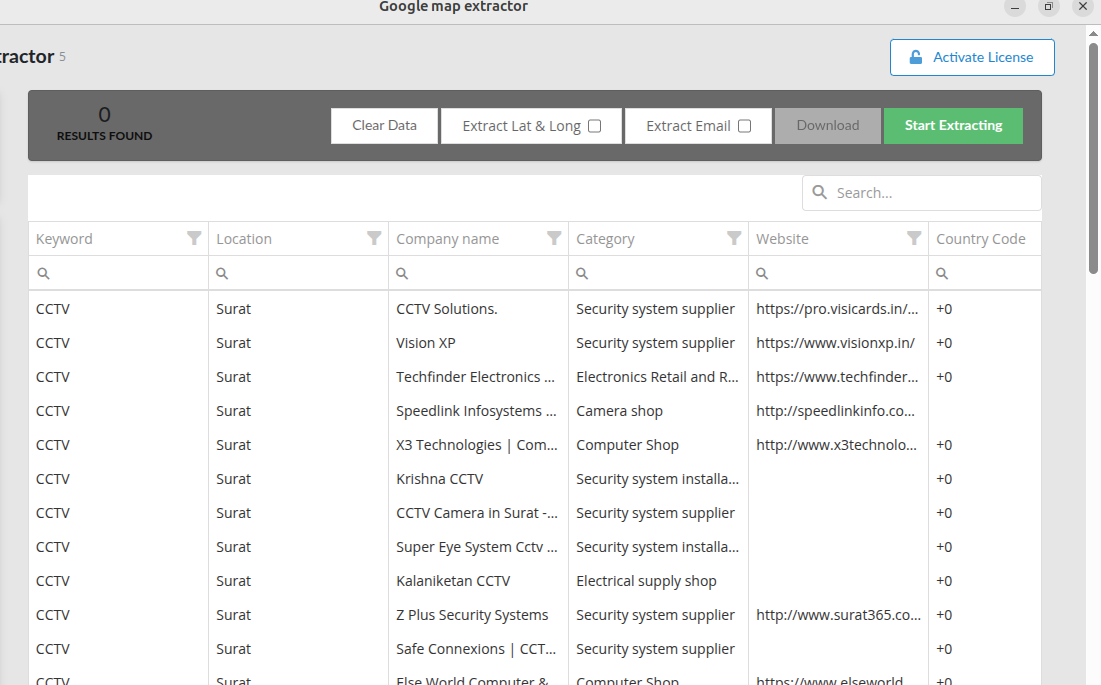 Google map extractor
tractor 5
Activate License
0
RESULTS FOUND
Clear Data
Extract Lat & Long
Extract Email
Download
Start Extracting
Search...
Keyword Location Company name Category Website Country Code
CCTV Surat CCTV Solutions. Security system supplier https://pro.visicards.in/... +0
CCTV Surat Vision XP Security system supplier https://www.visionxp.in/ +0
CCTV Surat Techfinder Electronics ... Electronics Retail and R... https://www.techfinder... +0
CCTV Surat Speedlink Infosystems ... Camera shop http://speedlinkinfo.co...
CCTV Surat X3 Technologies | Com... Computer Shop http://www.x3technolo... +0
CCTV Surat Krishna CCTV Security system installa... +0
CCTV Surat CCTV Camera in Surat -... Security system supplier +0
CCTV Surat Super Eye System Cctv ... Security system installa... +0
CCTV Surat Kalaniketan CCTV Electrical supply shop +0
CCTV Surat Z Plus Security Systems Security system supplier http://www.surat365.co... +0
CCTV Surat Safe Connexions | CCT... Security system supplier +0
CCTV Surat Else World Computer &... Computer Shop https://www.elseworld... +0